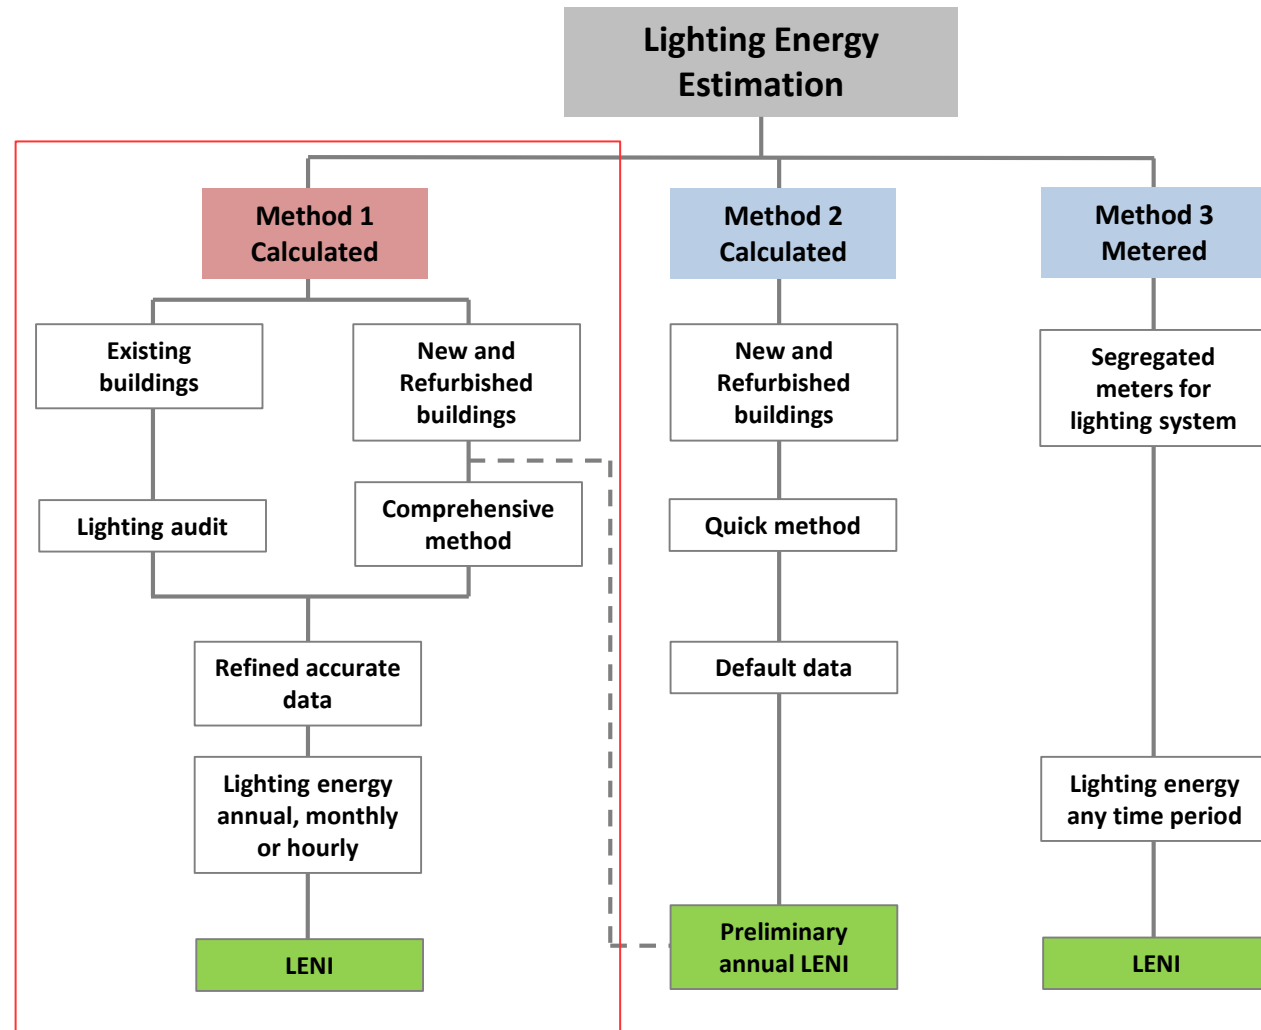 Lighting Energy
Estimation
Method 1
Calculated
Method 2
Calculated
Method 3
Metered
Existing
buildings
New and
Refurbished
buildings
New and
Refurbished
buildings
Segregated
meters for
lighting system
Lighting audit
Comprehensive
method
Quick method
Refined accurate
data
Default data
Lighting energy
annual, monthly
or hourly
Lighting energy
any time period
LENI
Preliminary
annual LENI
LENI